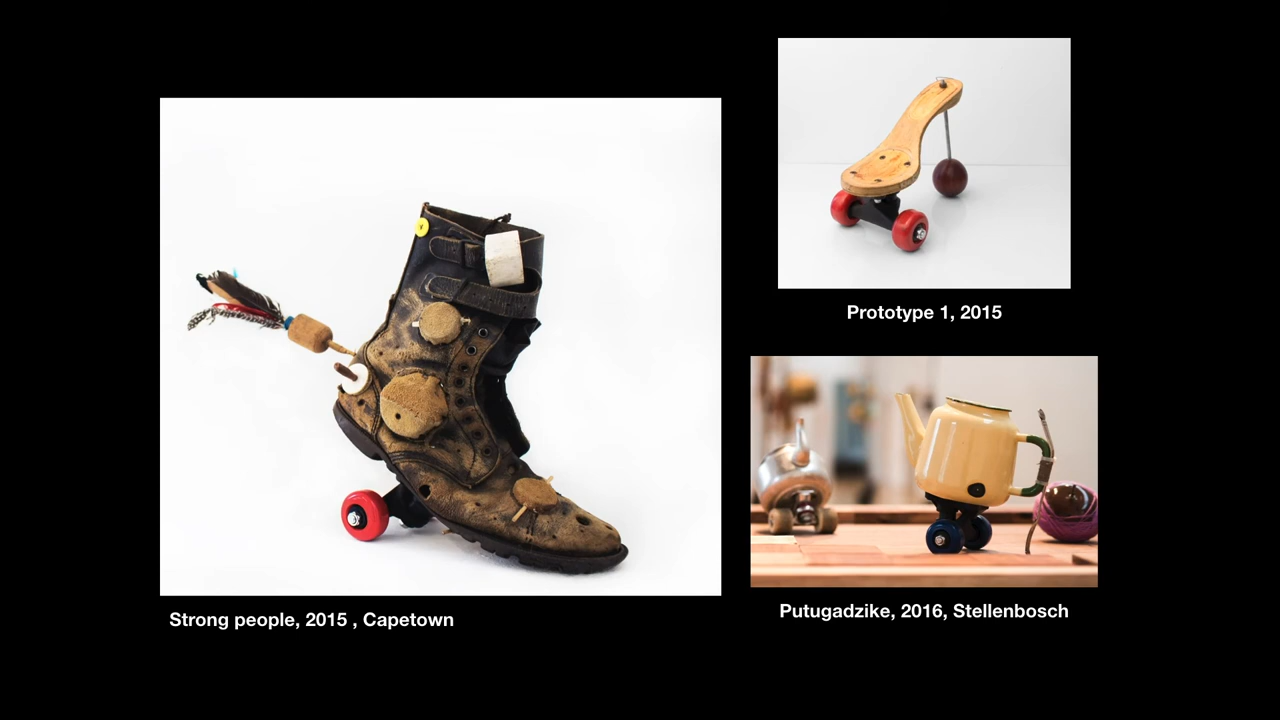 Prototype 1, 2015
Strong people, 2015 , Capetown
Putugadzike, 2016, Stellenbosch